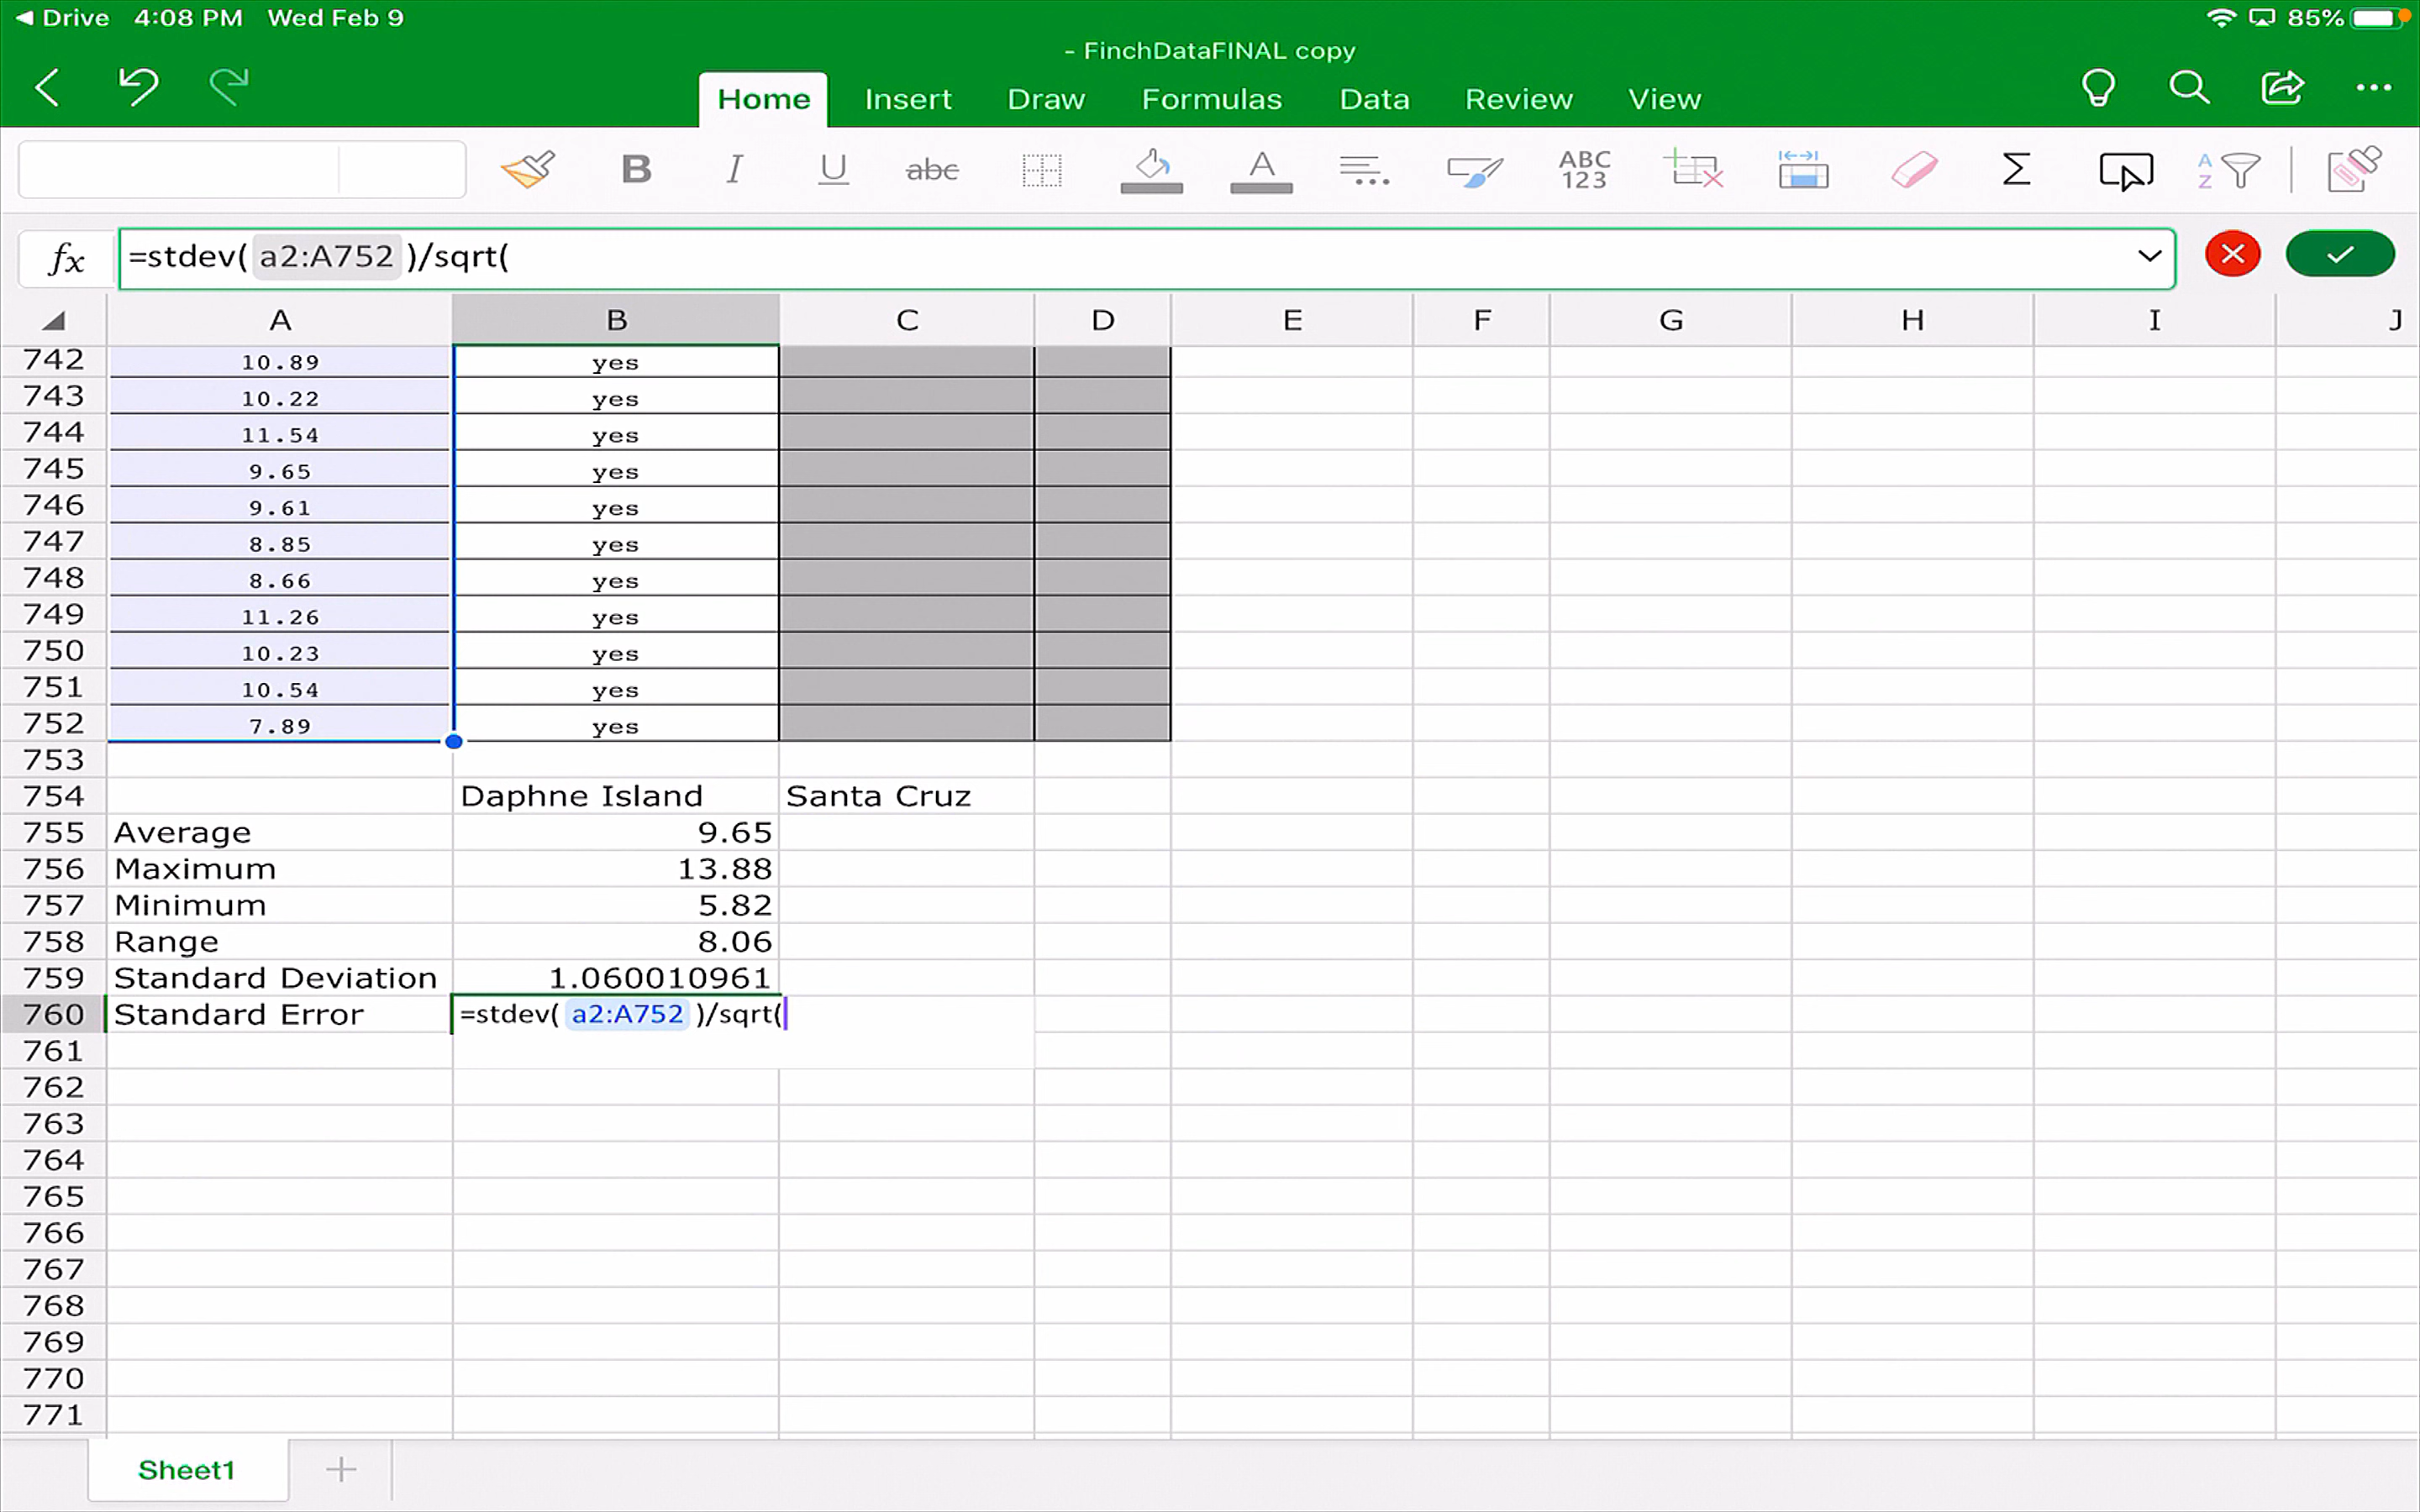 ◀ Drive 4:08 PM Wed Feb 9 85%
- FinchDataFINAL copy
Home Insert Draw Formulas Data Review View
B I U abc A ABC 123 Σ A Z
fx =stdev( a2:A752 )/sqrt(
A B C D E F G H I J
742 10.89 yes
743 10.22 yes
744 11.54 yes
745 9.65 yes
746 9.61 yes
747 8.85 yes
748 8.66 yes
749 11.26 yes
750 10.23 yes
751 10.54 yes
752 7.89 yes
753
754 Daphne Island Santa Cruz
755 Average 9.65
756 Maximum 13.88
757 Minimum 5.82
758 Range 8.06
759 Standard Deviation 1.060010961
760 Standard Error =stdev( a2:A752 )/sqrt(
761
762
763
764
765
766
767
768
769
770
771
Sheet1 +